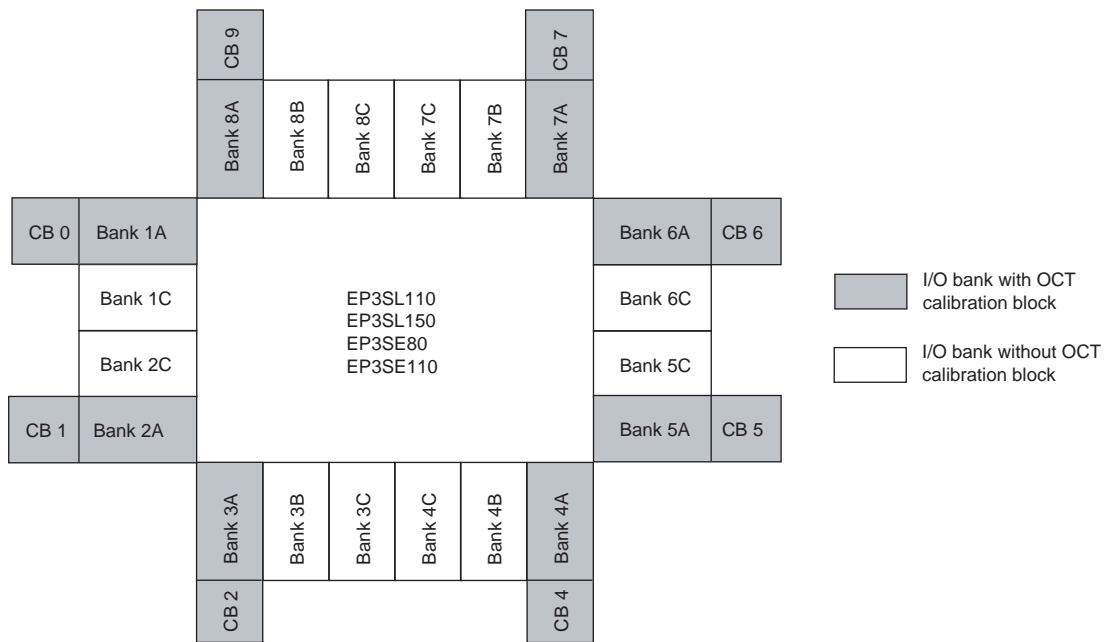 CB 9
CB 7
Bank 8A
Bank 8B
Bank 8C
Bank 7C
Bank 7B
Bank 7A
CB 0
Bank 1A
Bank 6A
CB 6
Bank 1C
Bank 6C
Bank 2C
Bank 5C
CB 1
Bank 2A
Bank 5A
CB 5
EP3SL110
EP3SL150
EP3SE80
EP3SE110
I/O bank with OCT
calibration block
I/O bank without OCT
calibration block
Bank 3A
Bank 3B
Bank 3C
Bank 4C
Bank 4B
Bank 4A
CB 2
CB 4